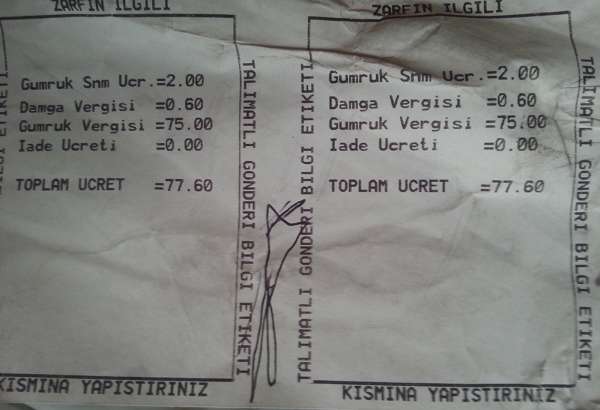 ZARFIN ILGILI
Gumruk Snm Ucr.=2.00
Damga Vergisi =0.60
Gumruk Vergisi =75.00
Iade Ucreti =0.00
TOPLAM UCRET =77.60
TALIMATLI GONDERI BILGI ETIKETI
KISMINA YAPISTIRINIZ
ZARFIN ILGILI
TALIMATLI GONDERI BILGI ETIKETI
Gumruk Snm Ucr.=2.00
Damga Vergisi =0.60
Gumruk Vergisi =75.00
Iade Ucreti =0.00
TOPLAM UCRET =77.60
TALIMATLI GONDERI BILGI ETIKETI
KISMINA YAPISTIRINIZ